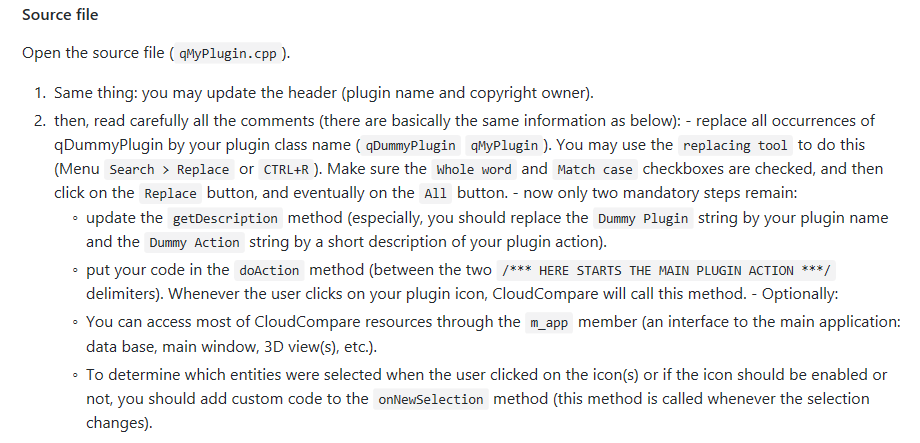 Source file
Open the source file ( qMyPlugin.cpp ).
1. Same thing: you may update the header (plugin name and copyright owner).
2. then, read carefully all the comments (there are basically the same information as below): - replace all occurrences of
qDummyPlugin by your plugin class name ( qDummyPlugin qMyPlugin ). You may use the replacing tool to do this
(Menu Search > Replace or CTRL+R ). Make sure the Whole word and Match case checkboxes are checked, and then
click on the Replace button, and eventually on the All button. - now only two mandatory steps remain:
◦ update the getDescription method (especially, you should replace the Dummy Plugin string by your plugin name
and the Dummy Action string by a short description of your plugin action).
◦ put your code in the doAction method (between the two /*** HERE STARTS THE MAIN PLUGIN ACTION ***/
delimiters). Whenever the user clicks on your plugin icon, CloudCompare will call this method. - Optionally:
◦ You can access most of CloudCompare resources through the m_app member (an interface to the main application:
data base, main window, 3D view(s), etc.).
◦ To determine which entities were selected when the user clicked on the icon(s) or if the icon should be enabled or
not, you should add custom code to the onNewSelection method (this method is called whenever the selection
changes).